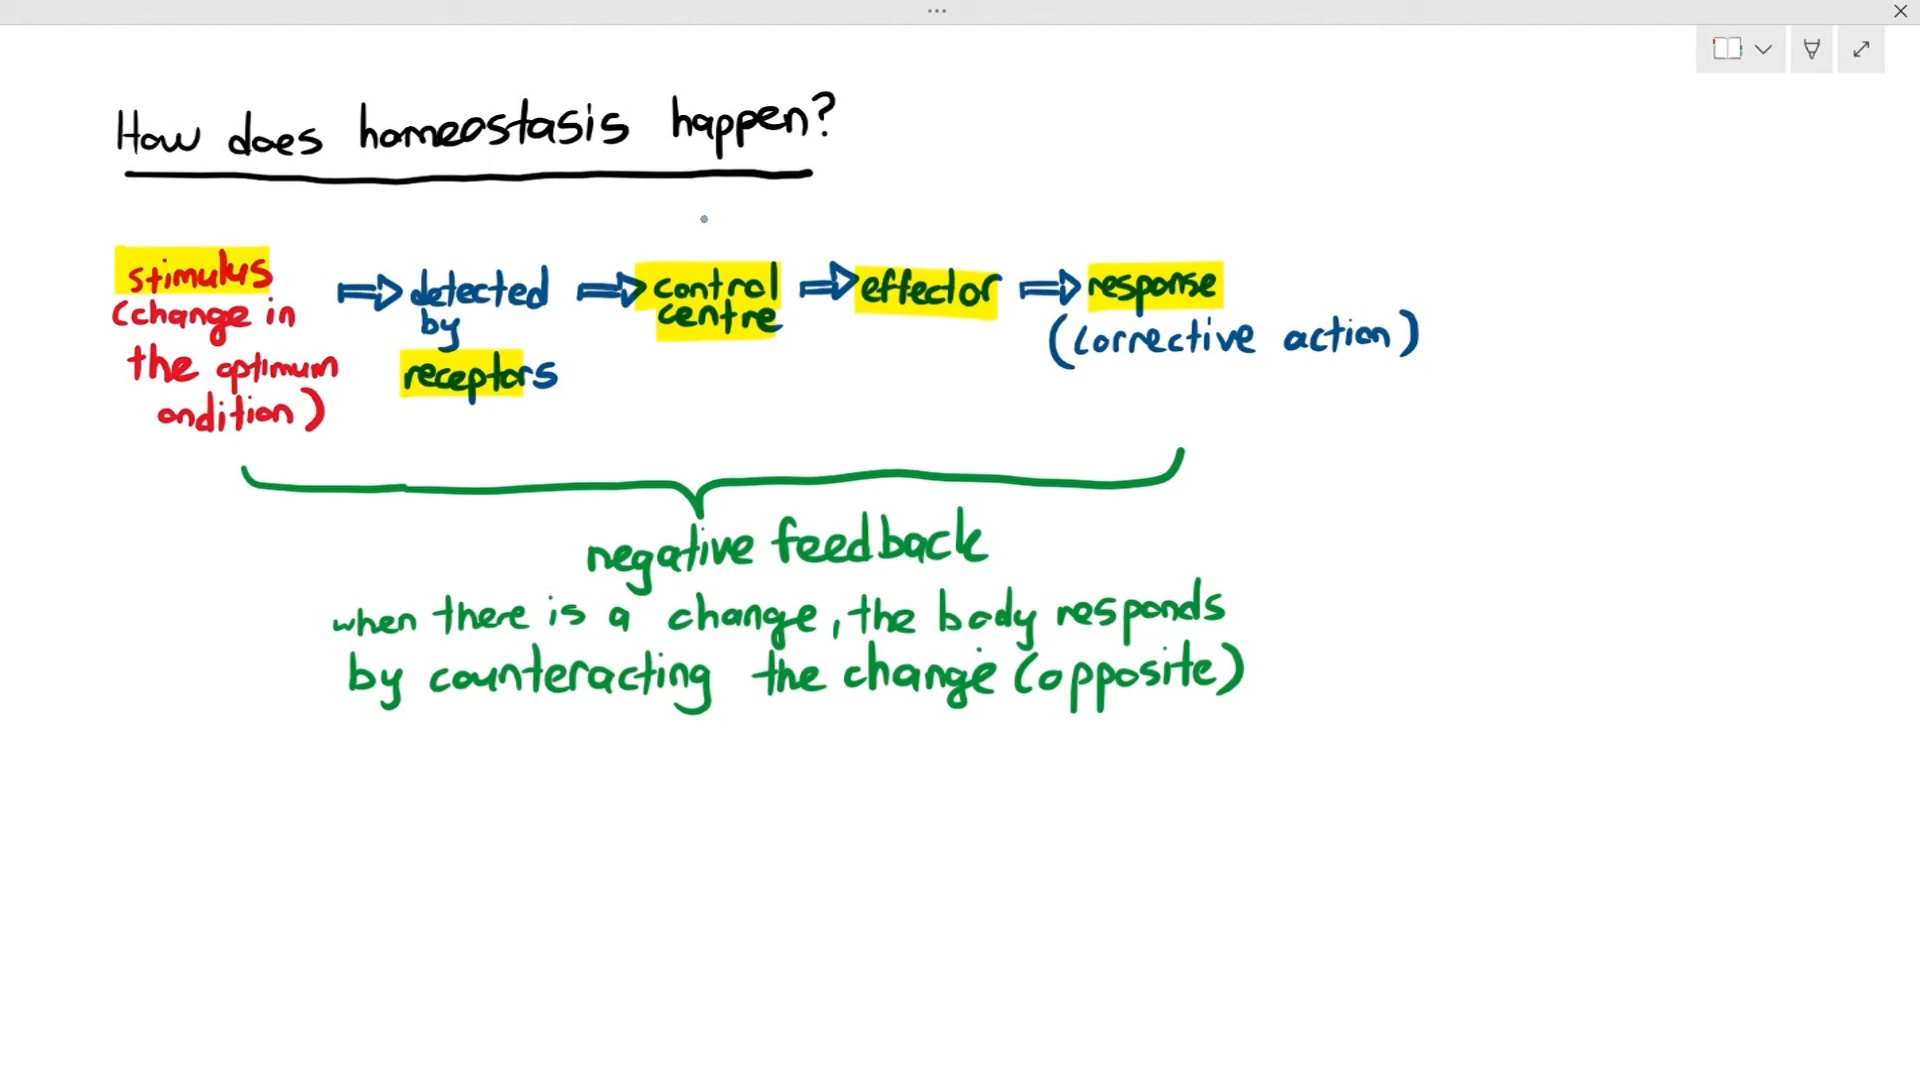 How does homeostasis happen?
stimulus
(change in
the optimum
ondition)
⇒ detected
by
receptors
⇒ control
centre
⇒ effector
⇒ response
(corrective action)
negative feedback
when there is a change, the body responds
by counteracting the change (opposite)